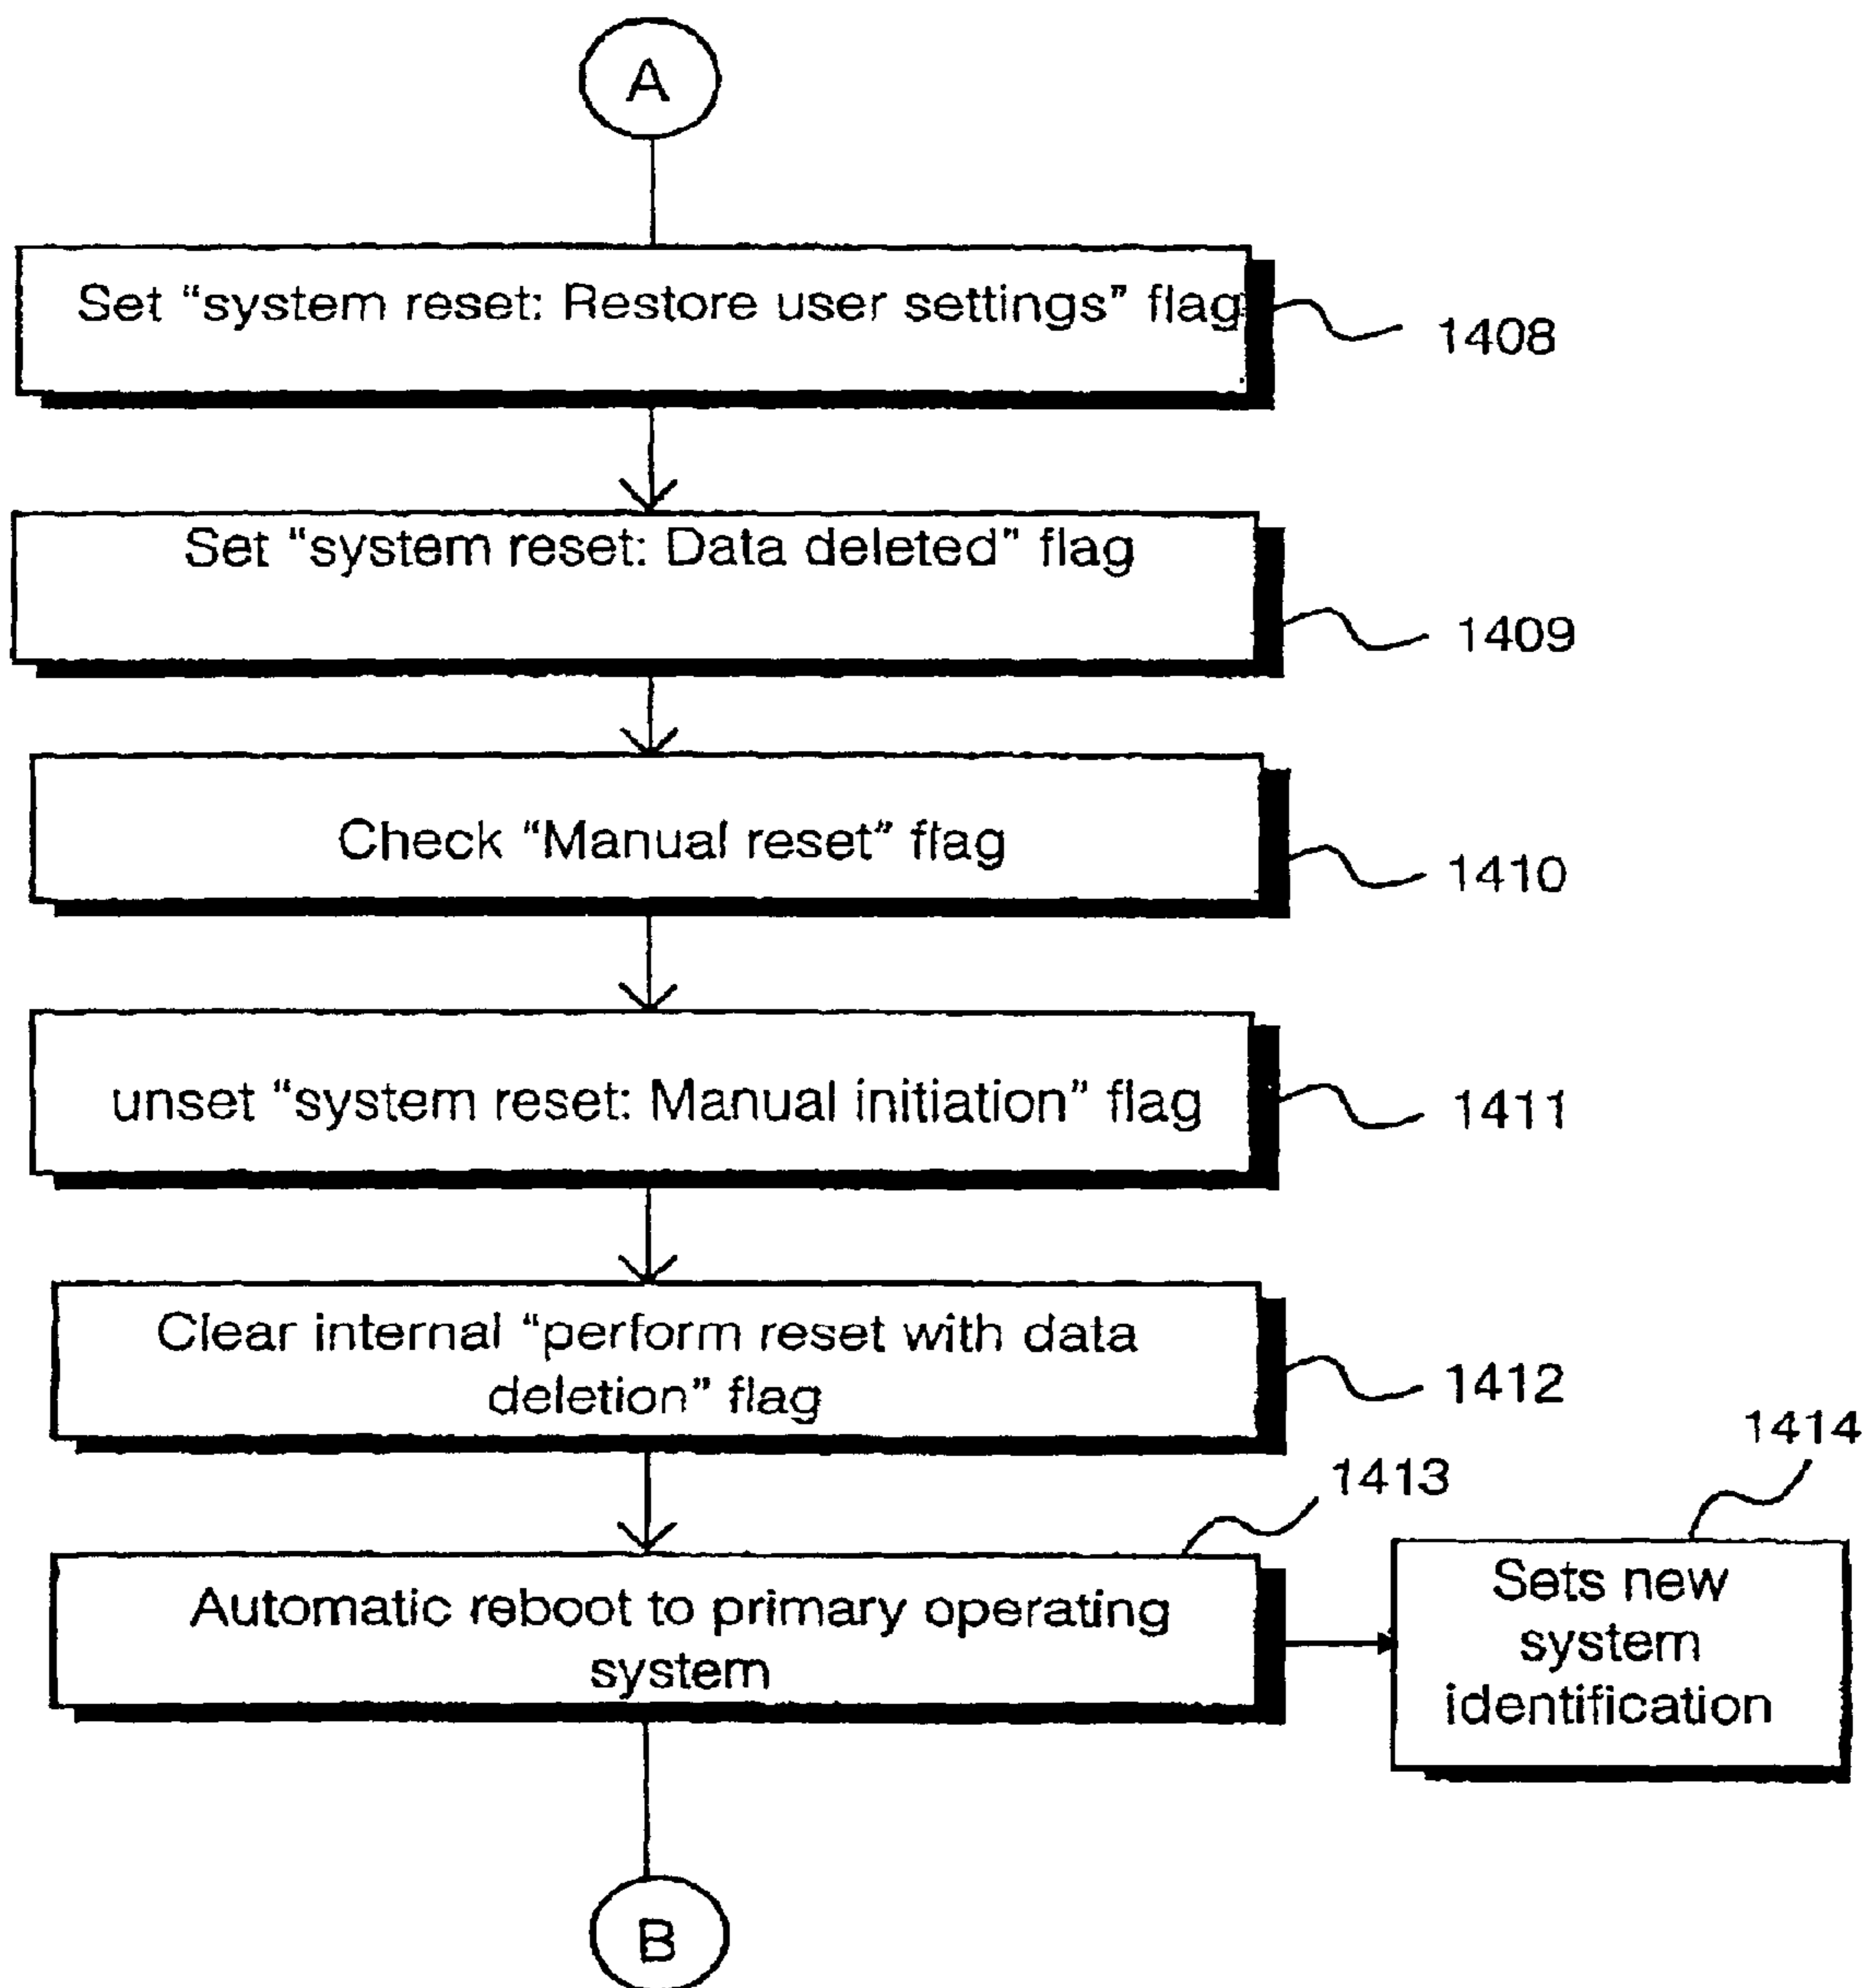 A
Set “system reset: Restore user settings” flag
1408
Set “system reset: Data deleted” flag
1409
Check “Manual reset” flag
1410
unset “system reset: Manual initiation” flag
1411
Clear internal “perform reset with data
deletion” flag
1412
1413
1414
Automatic reboot to primary operating
system
Sets new
system
identification
B